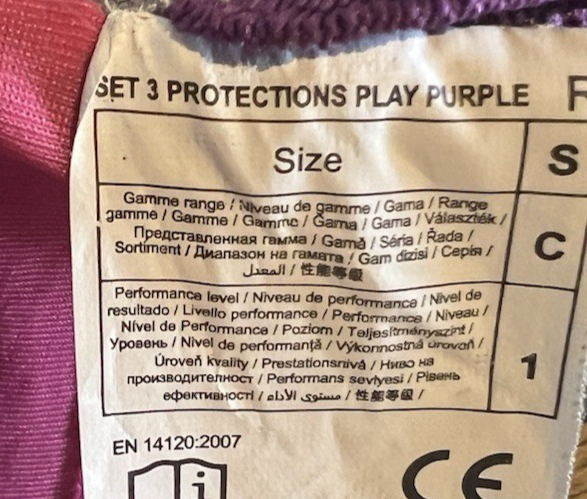 SET 3 PROTECTIONS PLAY PURPLE
Size S
Gamme range / Niveau de gamme / Gama / Range
gamme / Gamme / Gamme / Gama / Gama / Választék /
Представленная гамма / Gamă / Séria / Řada /
Sortiment / Диапазон на гамата / Gam dizisi / Серія /
المعدل / 性能等级
C
Performance level / Niveau de performance / Nivel de
resultado / Livello performance / Performance / Niveau /
Nível de Performance / Poziom / Teljesítményszint /
Уровень / Nivel de performanță / Výkonnostná úroveň /
Úroveň kvality / Prestationsnivå / Ниво на
производителност / Performans seviyesi / Рівень
ефективності / مستوى الأداء / 性能等级 /
1
EN 14120:2007
i
CE